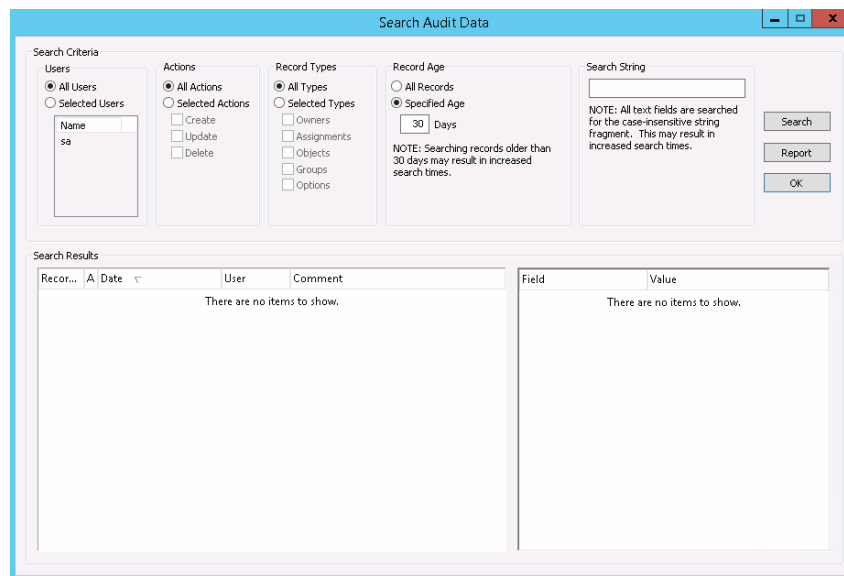 Search Audit Data
Search Criteria
Users
All Users
Selected Users
Name
sa
Actions
All Actions
Selected Actions
Create
Update
Delete
Record Types
All Types
Selected Types
Owners
Assignments
Objects
Groups
Options
Record Age
All Records
Specified Age
30 Days
NOTE: Searching records older than
30 days may result in increased
search times.
Search String
NOTE: All text fields are searched
for the case-insensitive string
fragment. This may result in
increased search times.
Search
Report
OK
Search Results
Recor... A Date User Comment
There are no items to show.
Field Value
There are no items to show.